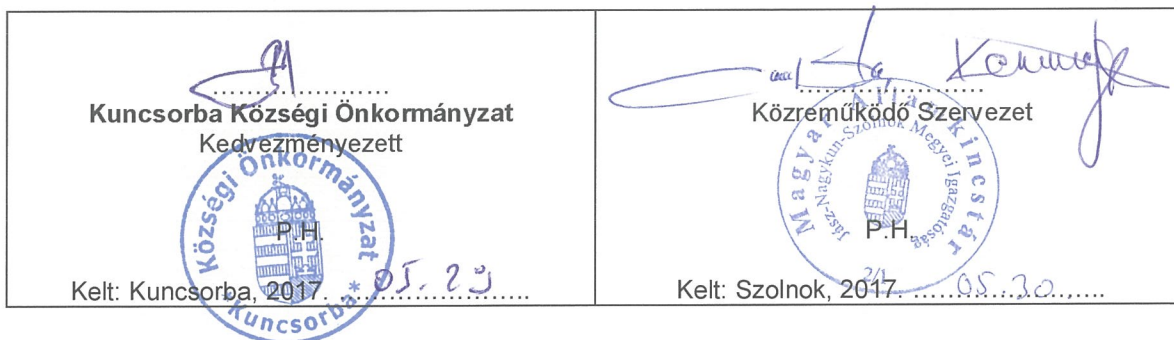 Kuncsorba Községi Önkormányzat
Kedvezményezett
Községi Önkormányzat
*Kuncsorba*
P.H.
Kelt: Kuncsorba, 2017. 05. 29
Közreműködő Szervezet
Magyar Államkincstár
Jász-Nagykun-Szolnok Megyei Igazgatóság
P.H.
Kelt: Szolnok, 2017. 05.30.